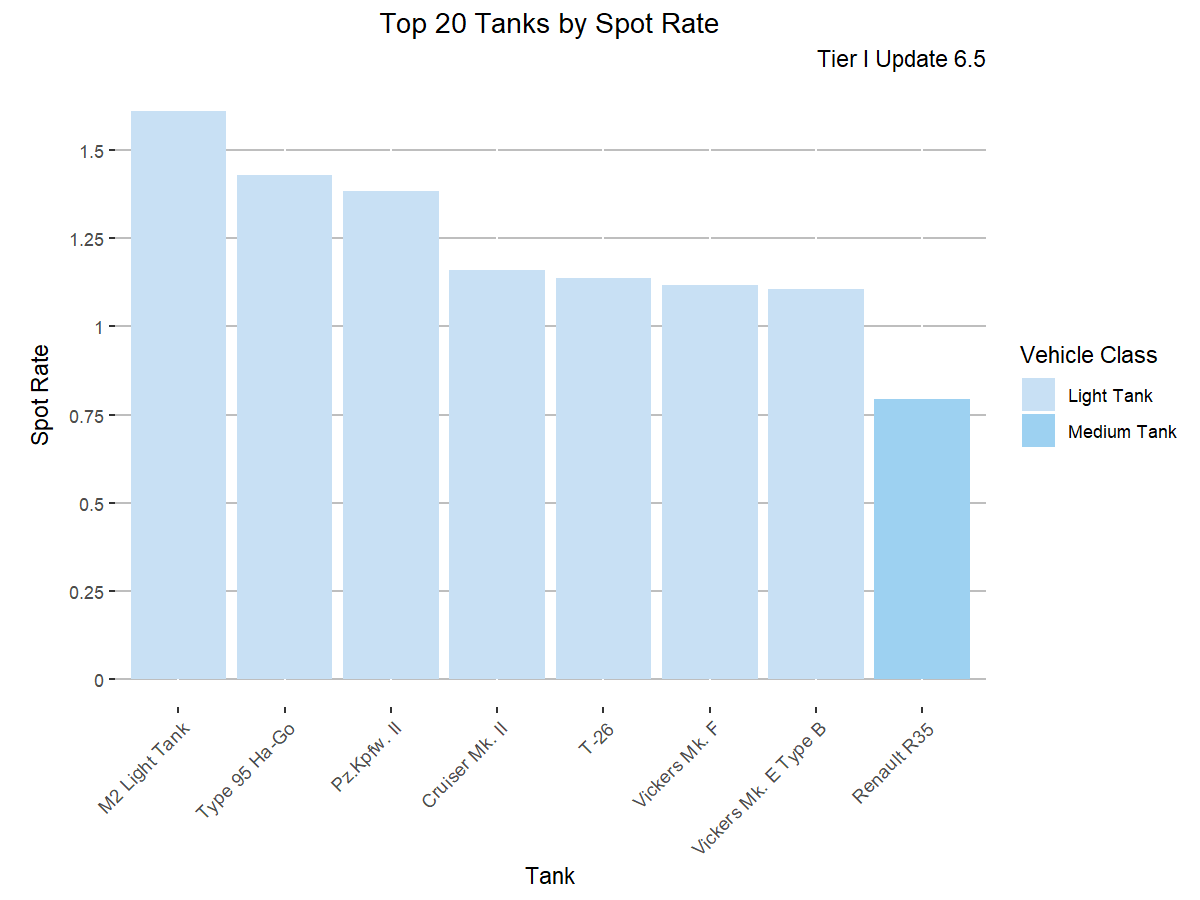 Top 20 Tanks by Spot Rate
Tier I Update 6.5
Spot Rate
1.5
1.25
1
0.75
0.5
0.25
0
M2 Light Tank
Type 95 Ha-Go
Pz.Kpfw. II
Cruiser Mk. II
T-26
Vickers Mk. F
Vickers Mk. E Type B
Renault R35
Tank
Vehicle Class
Light Tank
Medium Tank